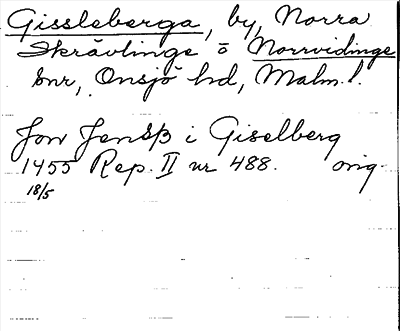 Gissleberga, by, Norra
Skrävlinge o Norrvidinge
snr, Onsjö hd, Malm. l.
Jon Jenss i Giselberg
1455 Rep. II nr 488. orig.
18/5